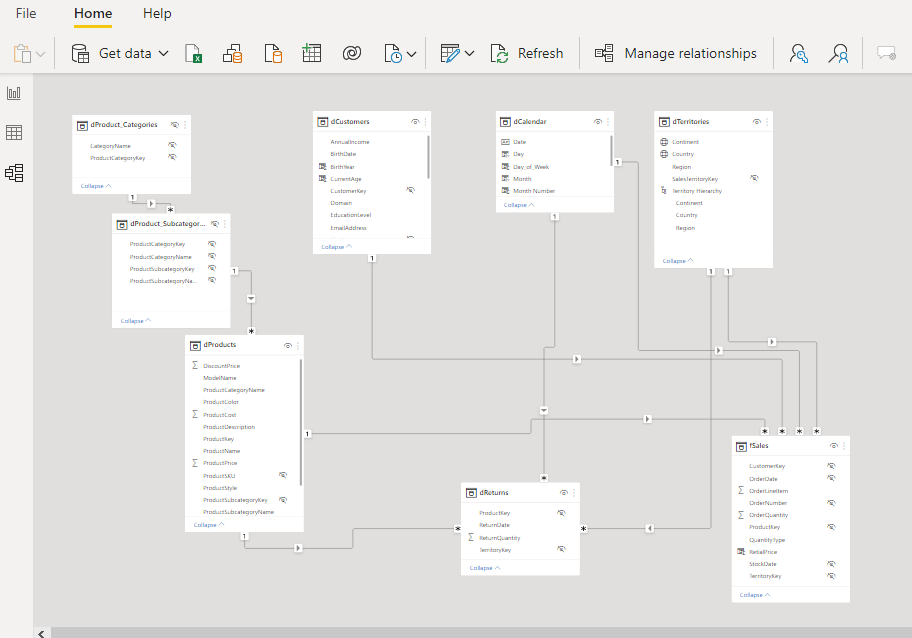 File Home Help
Get data Refresh Manage relationships
dProduct_Categories
CategoryName
ProductCategoryKey
Collapse
1
*
dProduct_Subcategor...
ProductCategoryKey
ProductCategoryName
ProductSubcategoryKey
ProductSubcategoryNa...
Collapse
1
*
dCustomers
AnnualIncome
BirthDate
BirthYear
CurrentAge
CustomerKey
Domain
EducationLevel
EmailAddress
Collapse
1
dCalendar
Date
Day
Day_of_Week
Month
Month Number
Collapse
1
1
dTerritories
Continent
Country
Region
SalesTerritoryKey
Territory Hierarchy
Continent
Country
Region
Collapse
1 1
dProducts
DiscountPrice
ModelName
ProductCategoryName
ProductColor
ProductCost
ProductDescription
ProductKey
ProductName
ProductPrice
ProductSKU
ProductStyle
ProductSubcategoryKey
ProductSubcategoryName
Collapse
1
1
*
dReturns
ProductKey
ReturnDate
ReturnQuantity
TerritoryKey
Collapse
* *
* * * *
fSales
CustomerKey
OrderDate
OrderLineItem
OrderNumber
OrderQuantity
ProductKey
QuantityType
RetialPrice
StockDate
TerritoryKey
Collapse